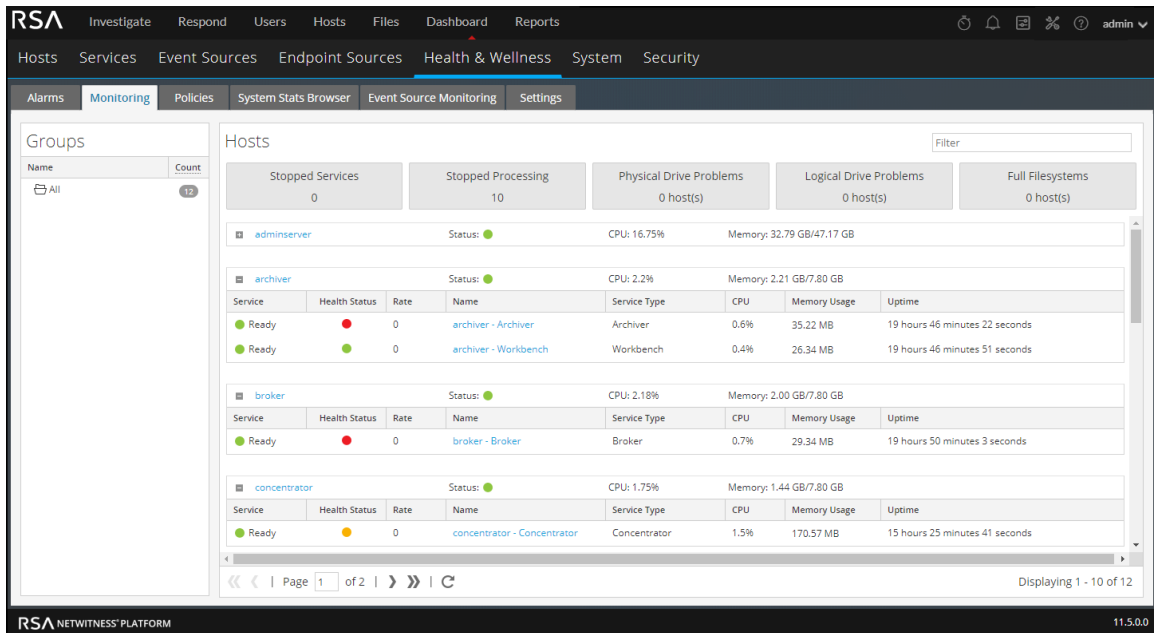 RSA Investigate Respond Users Hosts Files Dashboard Reports admin
Hosts Services Event Sources Endpoint Sources Health & Wellness System Security
Alarms Monitoring Policies System Stats Browser Event Source Monitoring Settings
Groups
Name Count
All 12
Hosts
Filter
Stopped Services Stopped Processing Physical Drive Problems Logical Drive Problems Full Filesystems
0 10 0 host(s) 0 host(s) 0 host(s)
adminserver Status: CPU: 16.75% Memory: 32.79 GB/47.17 GB
archiver Status: CPU: 2.2% Memory: 2.21 GB/7.80 GB
Service Health Status Rate Name Service Type CPU Memory Usage Uptime
Ready 0 archiver - Archiver Archiver 0.6% 35.22 MB 19 hours 46 minutes 22 seconds
Ready 0 archiver - Workbench Workbench 0.4% 26.34 MB 19 hours 46 minutes 51 seconds
broker Status: CPU: 2.18% Memory: 2.00 GB/7.80 GB
Service Health Status Rate Name Service Type CPU Memory Usage Uptime
Ready 0 broker - Broker Broker 0.7% 29.34 MB 19 hours 50 minutes 3 seconds
concentrator Status: CPU: 1.75% Memory: 1.44 GB/7.80 GB
Service Health Status Rate Name Service Type CPU Memory Usage Uptime
Ready 0 concentrator - Concentrator Concentrator 1.5% 170.57 MB 15 hours 25 minutes 41 seconds
Page 1 of 2 Displaying 1 - 10 of 12
RSA NETWITNESS® PLATFORM 11.5.0.0